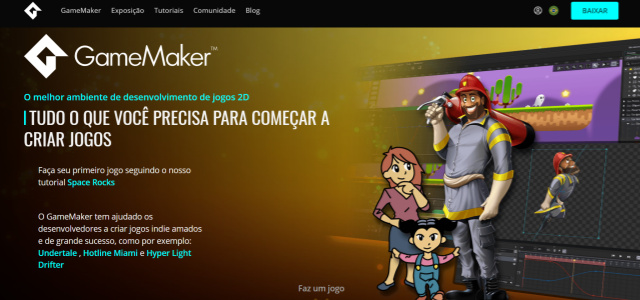 GameMaker Exposição Tutoriais Comunidade Blog BAIXAR
GameMaker™
O melhor ambiente de desenvolvimento de jogos 2D
TUDO O QUE VOCÊ PRECISA PARA COMEÇAR A
CRIAR JOGOS
Faça seu primeiro jogo seguindo o nosso
tutorial Space Rocks
O GameMaker tem ajudado os
desenvolvedores a criar jogos indie amados
e de grande sucesso, como por exemplo:
Undertale , Hotline Miami e Hyper Light
Drifter
Faz um jogo